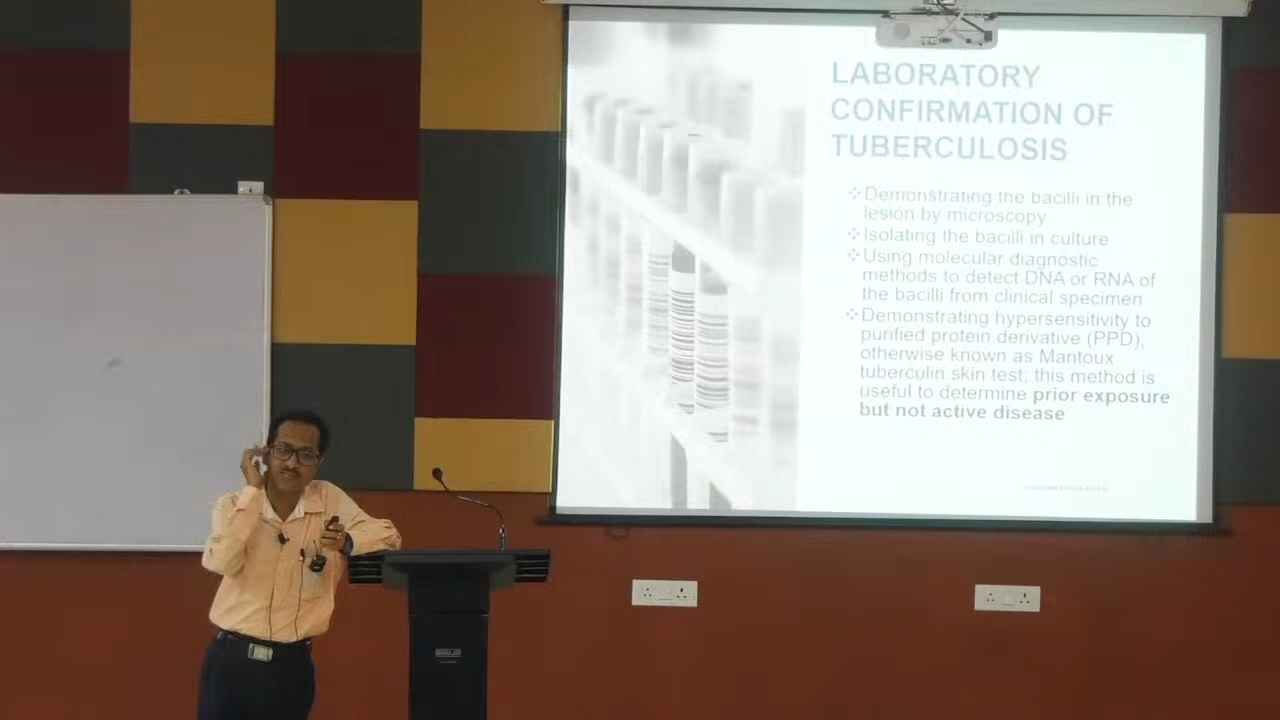 LABORATORY
CONFIRMATION OF
TUBERCULOSIS
❖Demonstrating the bacilli in the
lesion by microscopy
❖Isolating the bacilli in culture
❖Using molecular diagnostic
methods to detect DNA or RNA of
the bacilli from clinical specimen
❖Demonstrating hypersensitivity to
purified protein derivative (PPD),
otherwise known as Mantoux
tuberculin skin test; this method is
useful to determine prior exposure
but not active disease